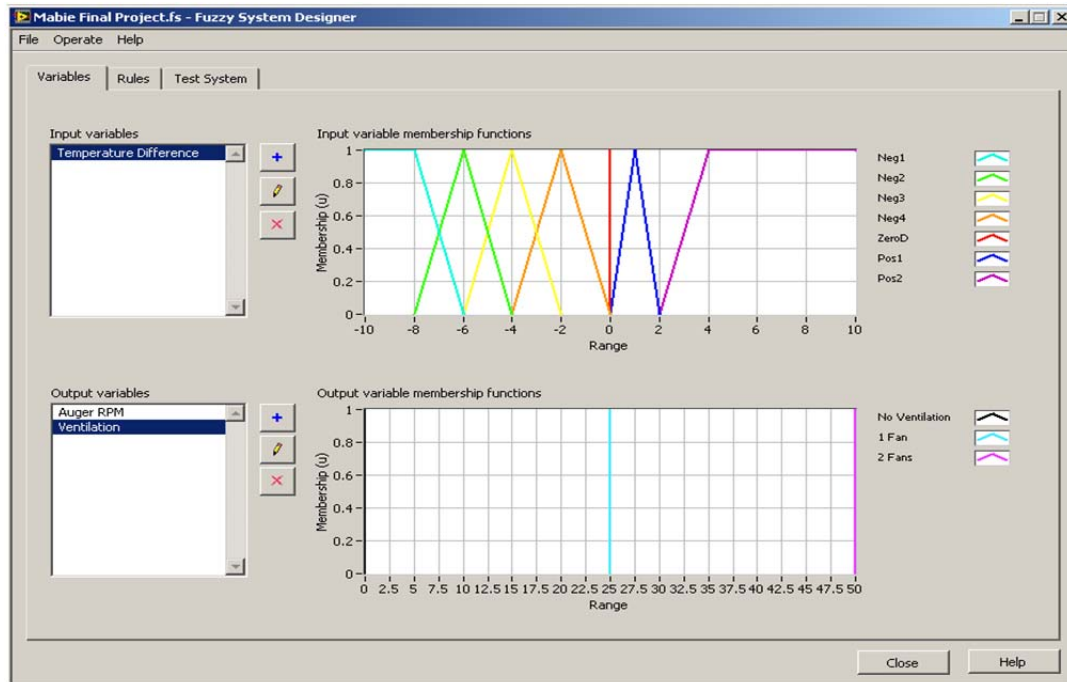 Mabie Final Project.fs - Fuzzy System Designer
File Operate Help
Variables Rules Test System
Input variables
Temperature Difference
Input variable membership functions
Membership (u)
1
0.8
0.6
0.4
0.2
0
-10 -8 -6 -4 -2 0 2 4 6 8 10
Range
Neg1
Neg2
Neg3
Neg4
ZeroD
Pos1
Pos2
Output variables
Auger RPM
Ventilation
Output variable membership functions
Membership (u)
1
0.8
0.6
0.4
0.2
0
0 2.5 5 7.5 10 12.5 15 17.5 20 22.5 25 27.5 30 32.5 35 37.5 40 42.5 45 47.5 50
Range
No Ventilation
1 Fan
2 Fans
Close Help